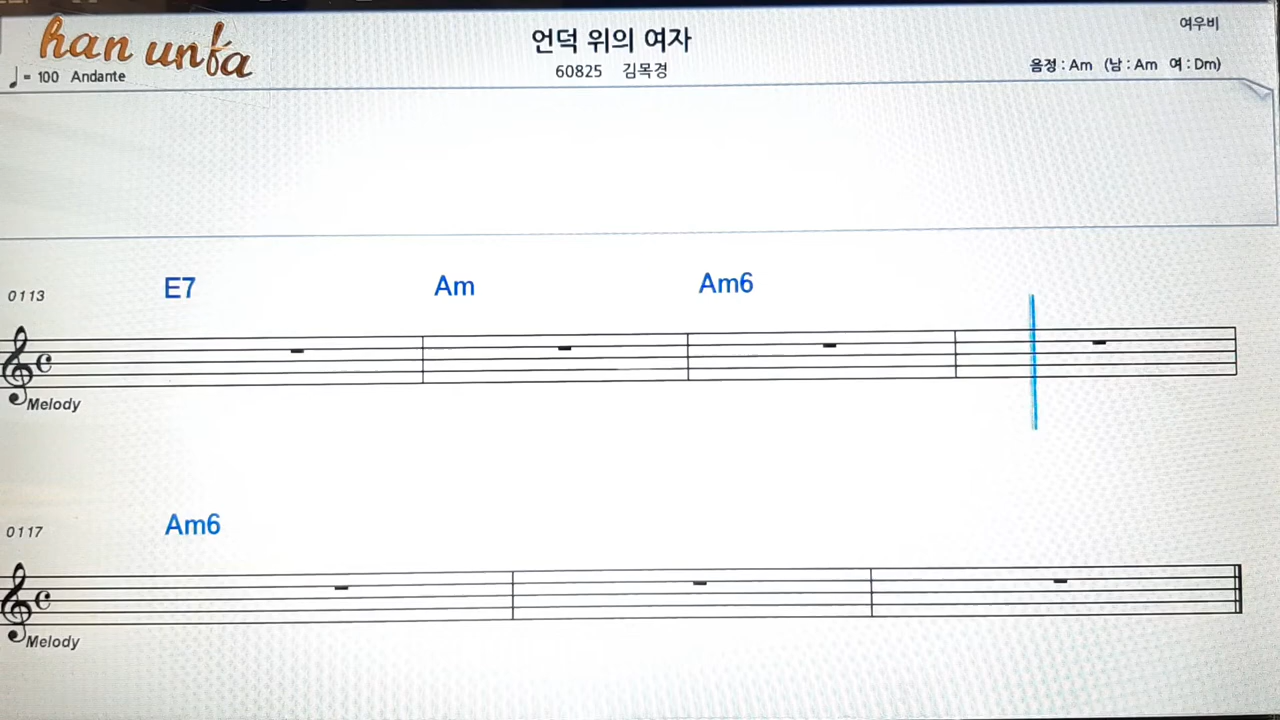 han unfa
언덕 위의 여자
여우비
♩= 100 Andante
60825 김목경
음정 : Am (남 : Am 여 : Dm)
0113 E7 Am Am6
Melody
0117 Am6
Melody